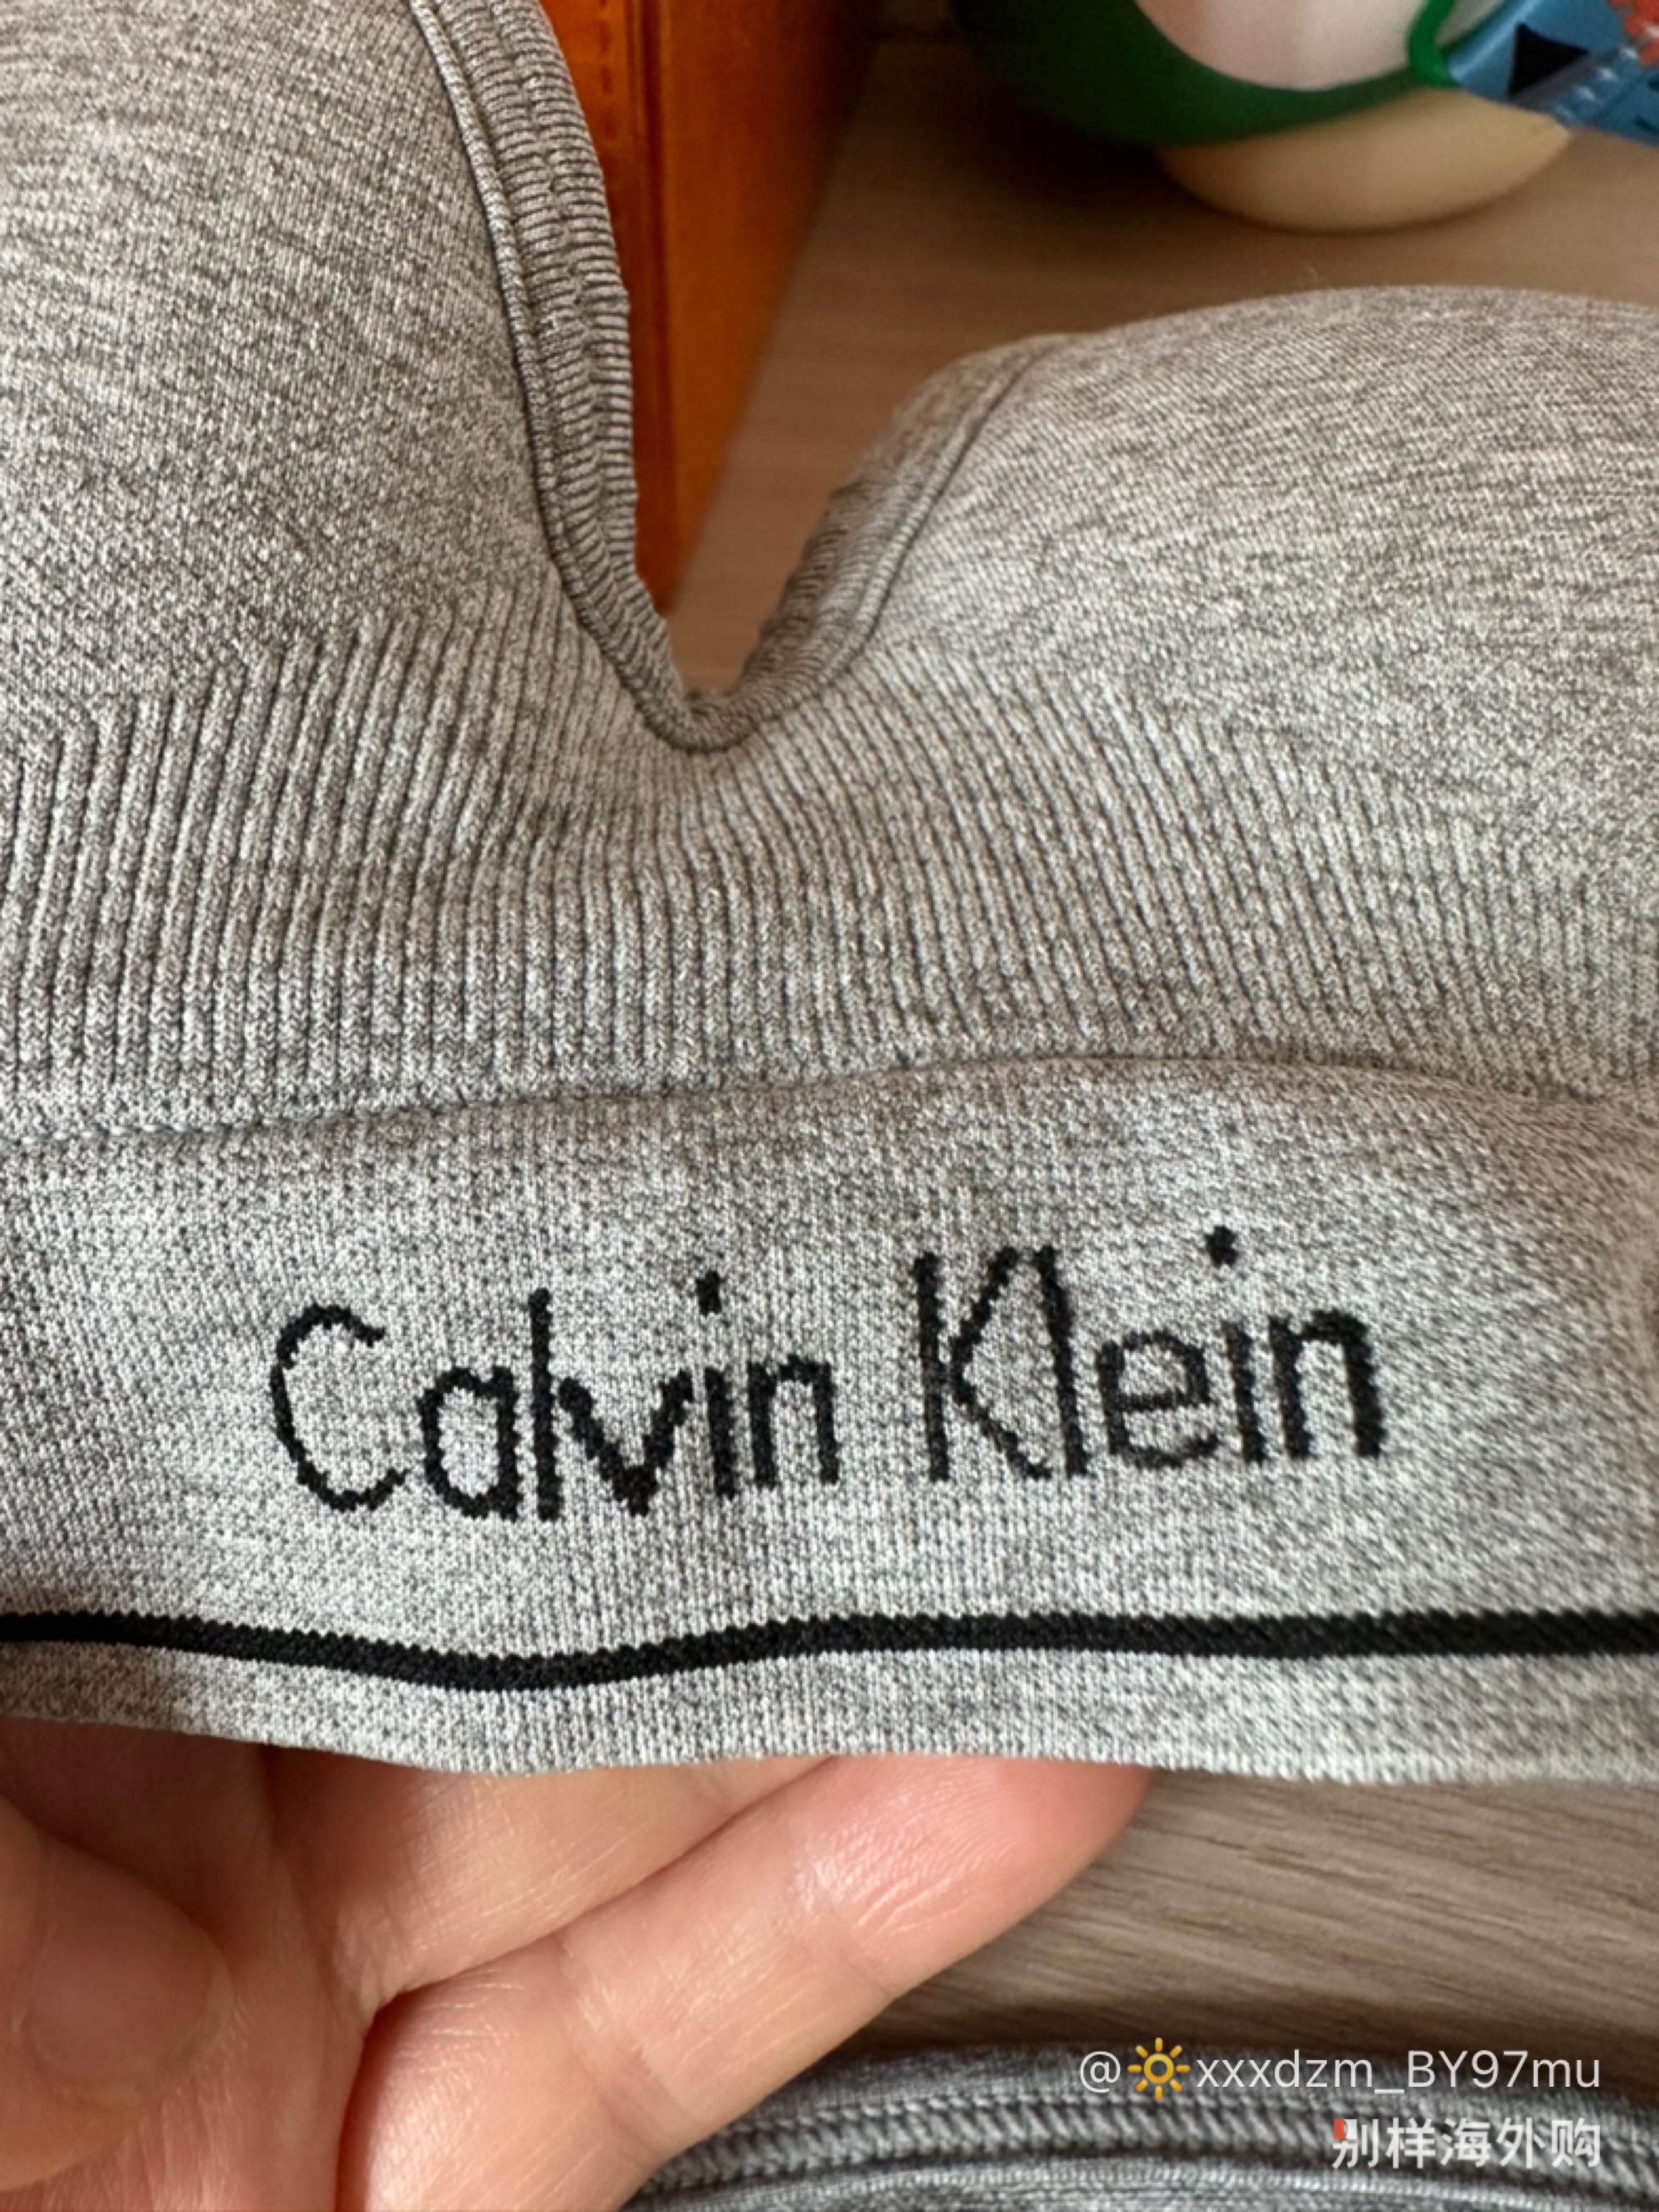 Calvin Klein
@☀️xxxdzm_BY97mu
别样海外购